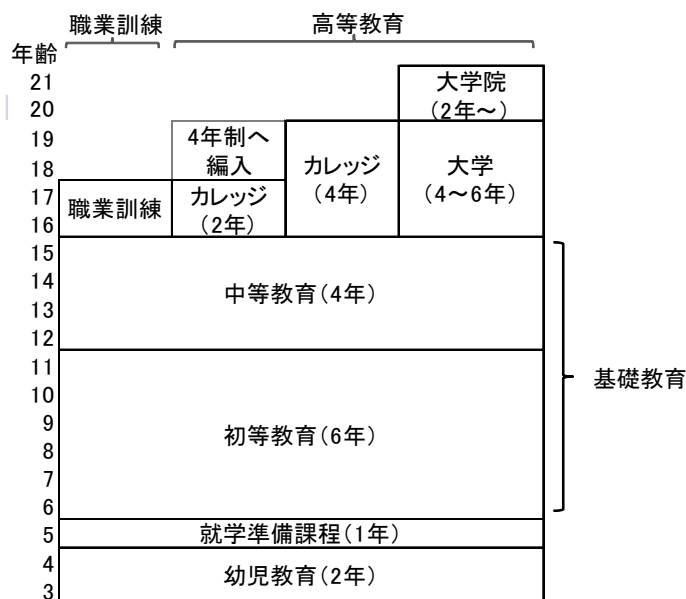 職業訓練
高等教育
年齢
21
20
19
18
17
16
15
14
13
12
11
10
9
8
7
6
5
4
3
大学院
(2年~)
4年制へ
編入
カレッジ
(4年)
大学
(4~6年)
職業訓練
カレッジ
(2年)
中等教育(4年)
基礎教育
初等教育(6年)
就学準備課程(1年)
幼児教育(2年)